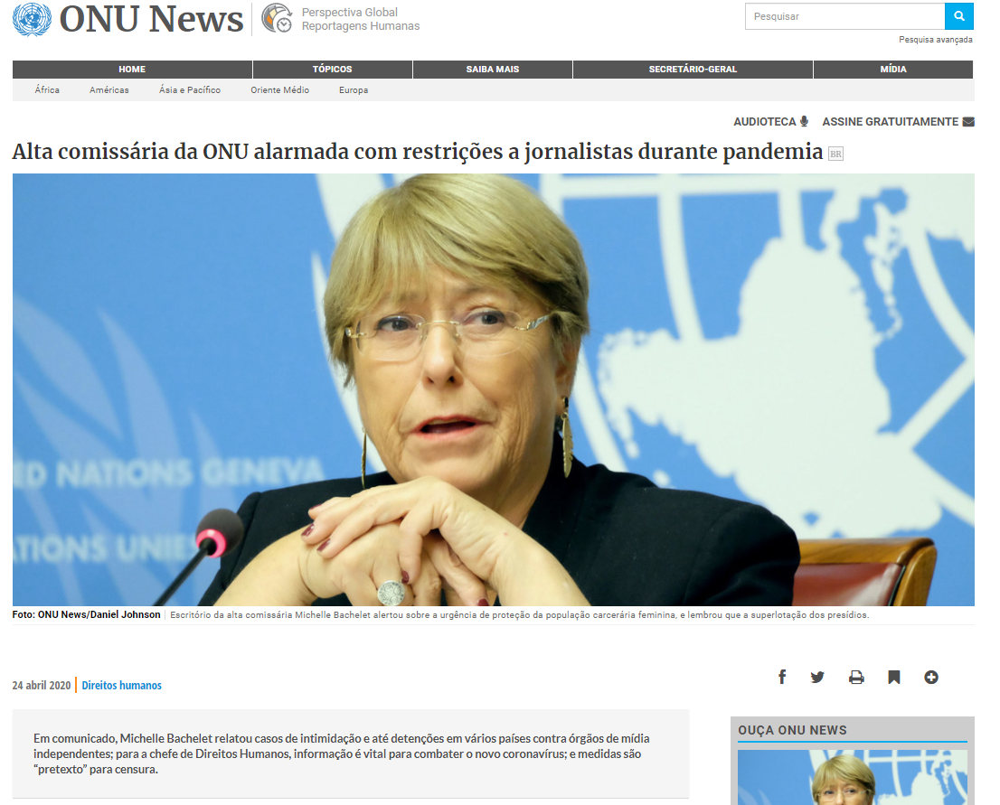 ONU News
Perspectiva Global
Reportagens Humanas
Pesquisar
Pesquisa avançada
HOME
TÓPICOS
SAIBA MAIS
SECRETÁRIO-GERAL
MÍDIA
África
Américas
Ásia e Pacífico
Oriente Médio
Europa
AUDIOTECA
ASSINE GRATUITAMENTE
Alta comissária da ONU alarmada com restrições a jornalistas durante pandemia BR
ED NATIONS GENEVA
TIONS UNIES
Foto: ONU News/Daniel Johnson | Escritório da alta comissária Michelle Bachelet alertou sobre a urgência de proteção da população carcerária feminina, e lembrou que a superlotação dos presídios.
24 abril 2020 | Direitos humanos
Em comunicado, Michelle Bachelet relatou casos de intimidação e até detenções em vários países contra órgãos de mídia
independentes; para a chefe de Direitos Humanos, informação é vital para combater o novo coronavírus; e medidas são
“pretexto” para censura.
OUÇA ONU NEWS